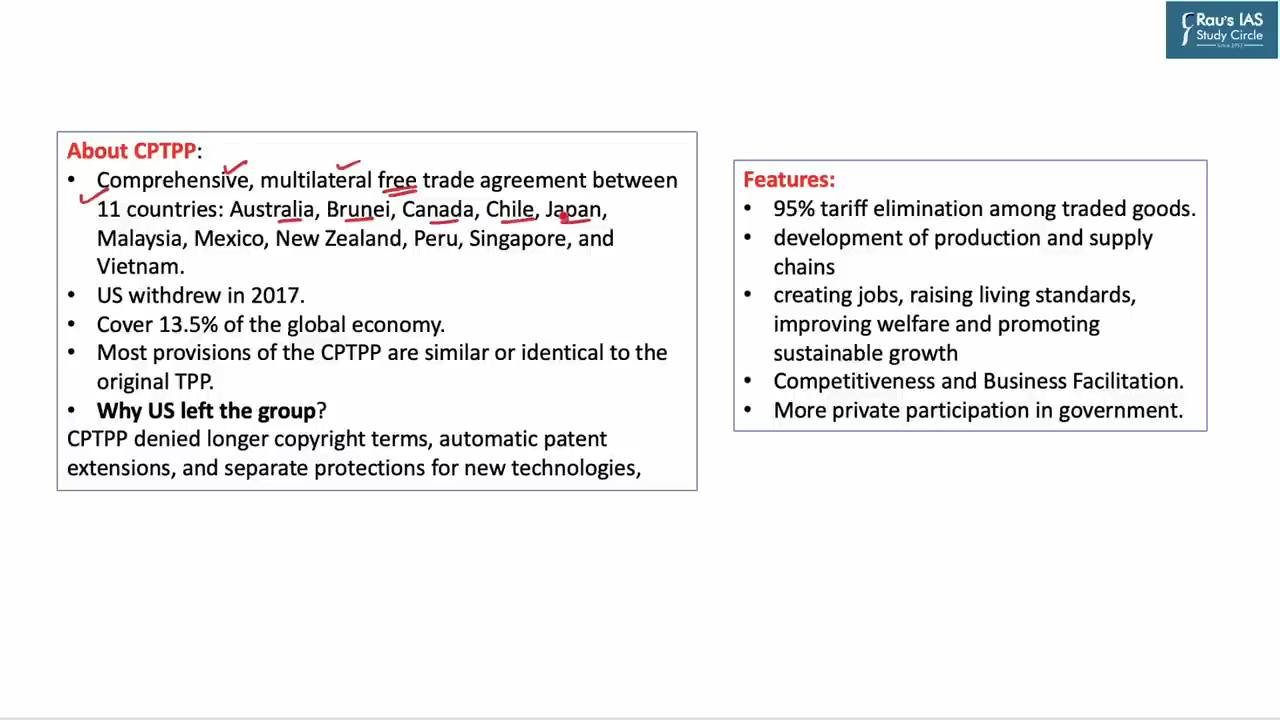 Rau's IAS
Study Circle
Since 1953
About CPTPP:
• Comprehensive, multilateral free trade agreement between
11 countries: Australia, Brunei, Canada, Chile, Japan,
Malaysia, Mexico, New Zealand, Peru, Singapore, and
Vietnam.
• US withdrew in 2017.
• Cover 13.5% of the global economy.
• Most provisions of the CPTPP are similar or identical to the
original TPP.
• Why US left the group?
CPTPP denied longer copyright terms, automatic patent
extensions, and separate protections for new technologies,
Features:
• 95% tariff elimination among traded goods.
• development of production and supply
chains
• creating jobs, raising living standards,
improving welfare and promoting
sustainable growth
• Competitiveness and Business Facilitation.
• More private participation in government.